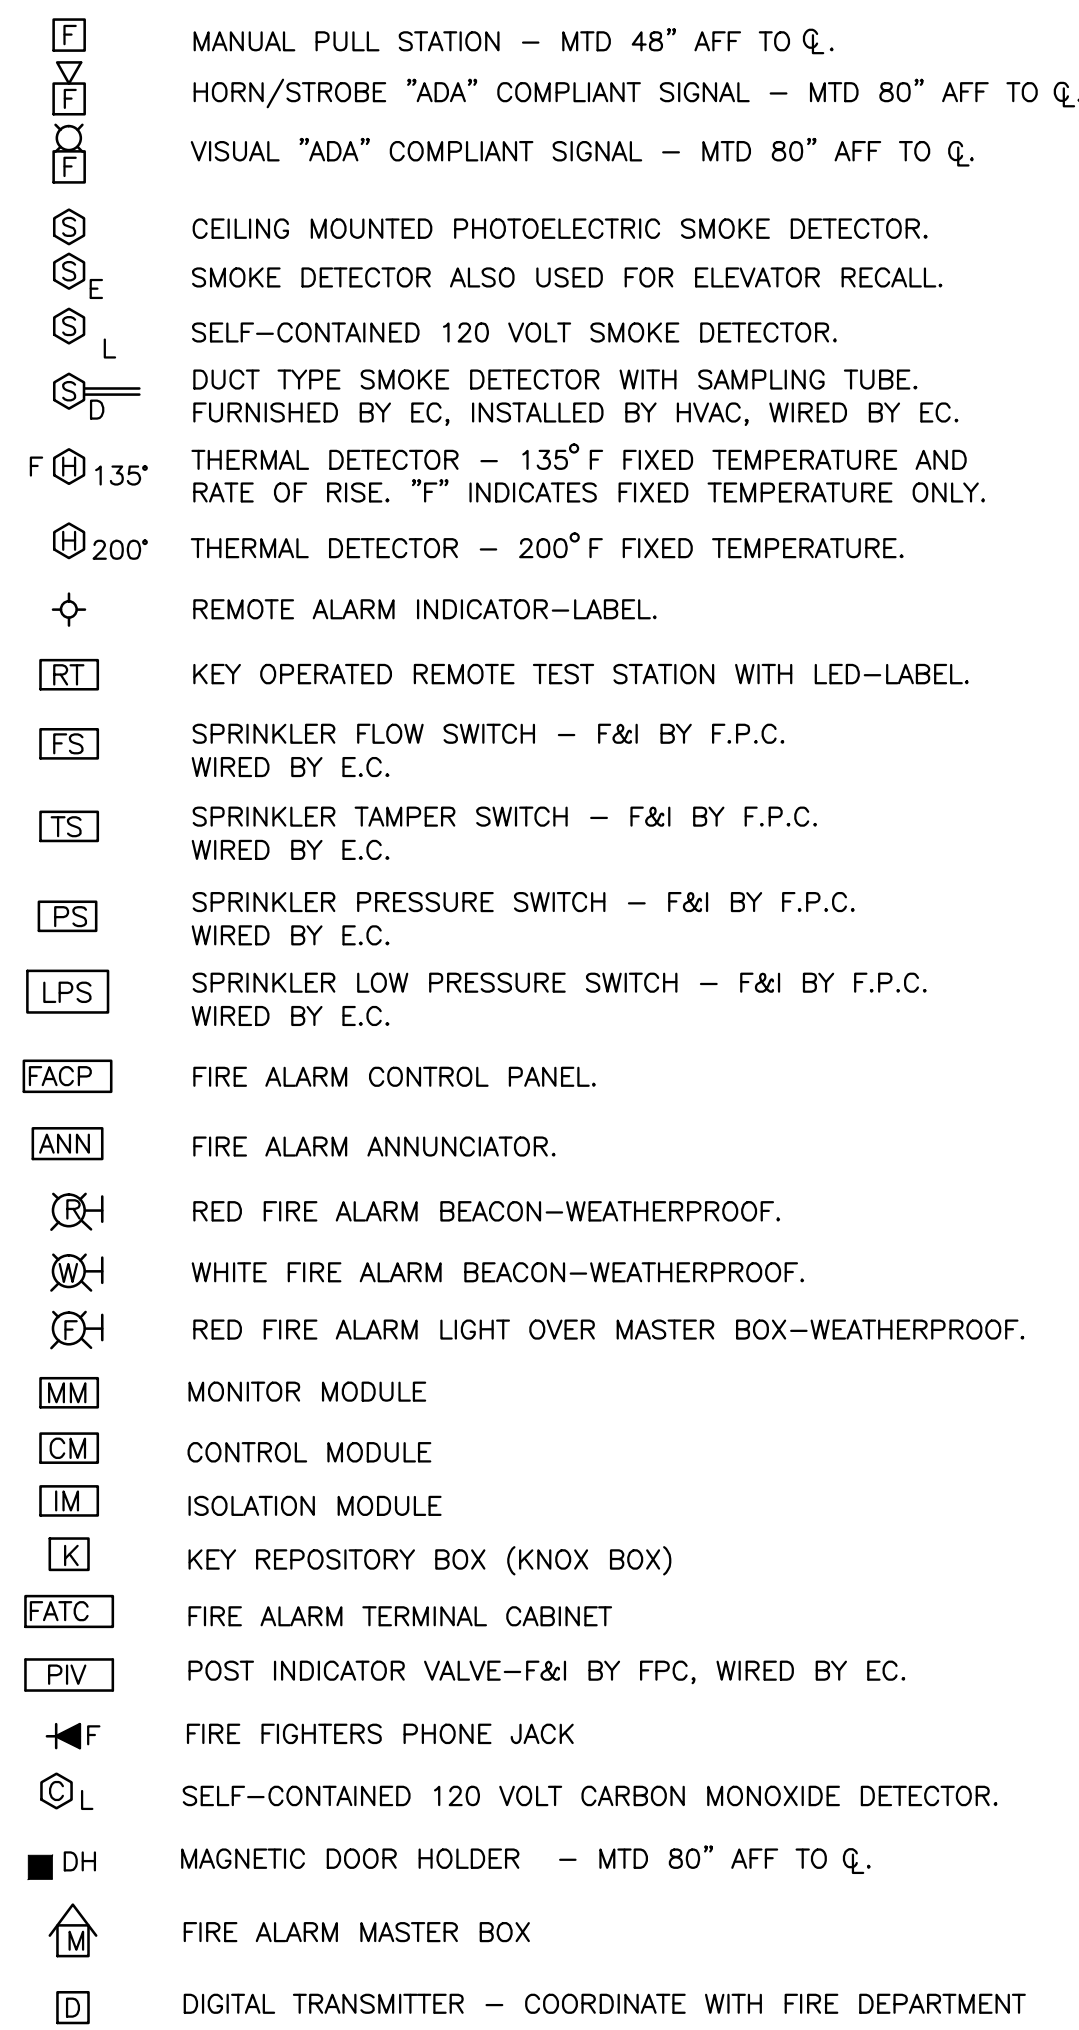 F MANUAL PULL STATION – MTD 48" AFF TO ℄.
F HORN/STROBE "ADA" COMPLIANT SIGNAL – MTD 80" AFF TO ℄.
F VISUAL "ADA" COMPLIANT SIGNAL – MTD 80" AFF TO ℄.
S CEILING MOUNTED PHOTOELECTRIC SMOKE DETECTOR.
S E SMOKE DETECTOR ALSO USED FOR ELEVATOR RECALL.
S L SELF–CONTAINED 120 VOLT SMOKE DETECTOR.
S D DUCT TYPE SMOKE DETECTOR WITH SAMPLING TUBE.
FURNISHED BY EC, INSTALLED BY HVAC, WIRED BY EC.
F H 135° THERMAL DETECTOR – 135°F FIXED TEMPERATURE AND
RATE OF RISE. "F" INDICATES FIXED TEMPERATURE ONLY.
H 200° THERMAL DETECTOR – 200°F FIXED TEMPERATURE.
REMOTE ALARM INDICATOR–LABEL.
RT KEY OPERATED REMOTE TEST STATION WITH LED–LABEL.
FS SPRINKLER FLOW SWITCH – F&I BY F.P.C.
WIRED BY E.C.
TS SPRINKLER TAMPER SWITCH – F&I BY F.P.C.
WIRED BY E.C.
PS SPRINKLER PRESSURE SWITCH – F&I BY F.P.C.
WIRED BY E.C.
LPS SPRINKLER LOW PRESSURE SWITCH – F&I BY F.P.C.
WIRED BY E.C.
FACP FIRE ALARM CONTROL PANEL.
ANN FIRE ALARM ANNUNCIATOR.
R RED FIRE ALARM BEACON–WEATHERPROOF.
W WHITE FIRE ALARM BEACON–WEATHERPROOF.
F RED FIRE ALARM LIGHT OVER MASTER BOX–WEATHERPROOF.
MM MONITOR MODULE
CM CONTROL MODULE
IM ISOLATION MODULE
K KEY REPOSITORY BOX (KNOX BOX)
FATC FIRE ALARM TERMINAL CABINET
PIV POST INDICATOR VALVE–F&I BY FPC, WIRED BY EC.
F FIRE FIGHTERS PHONE JACK
C L SELF–CONTAINED 120 VOLT CARBON MONOXIDE DETECTOR.
DH MAGNETIC DOOR HOLDER – MTD 80" AFF TO ℄.
M FIRE ALARM MASTER BOX
D DIGITAL TRANSMITTER – COORDINATE WITH FIRE DEPARTMENT